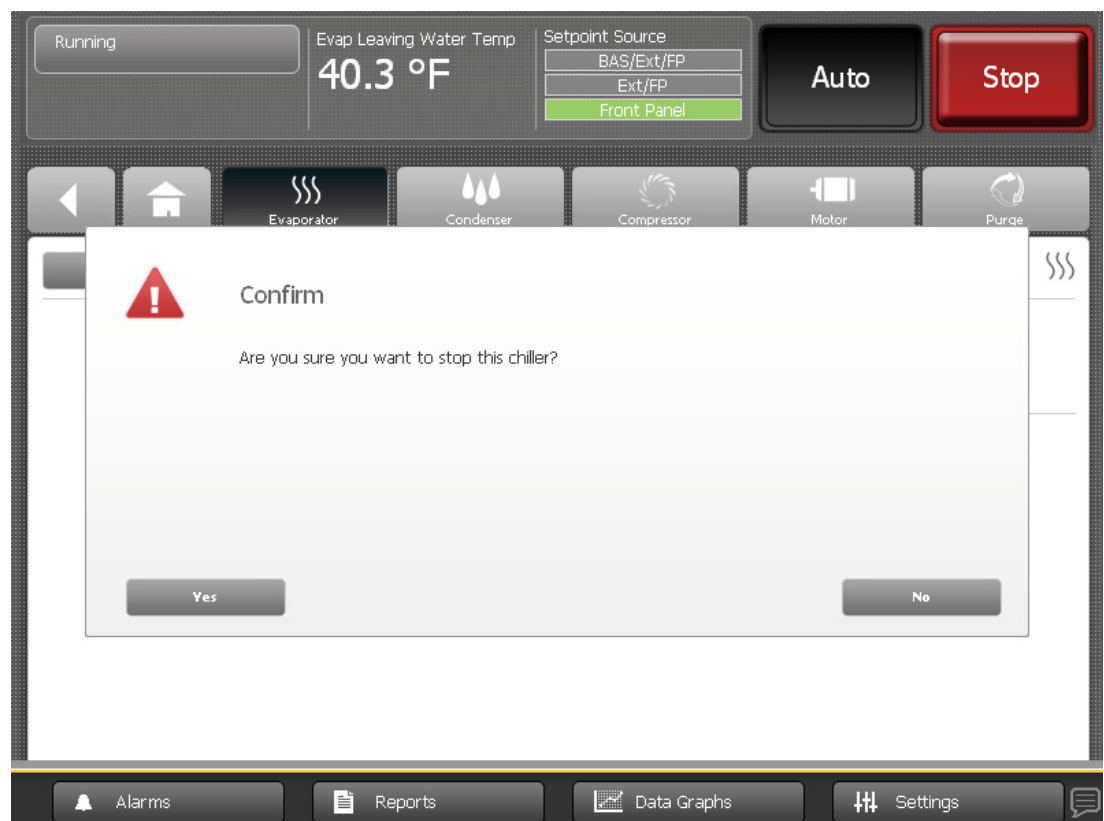 Running
Evap Leaving Water Temp
40.3 °F
Setpoint Source
BAS/Ext/FP
Ext/FP
Front Panel
Auto
Stop
Evaporator
Condenser
Compressor
Motor
Purge
Confirm
Are you sure you want to stop this chiller?
Yes
No
Alarms
Reports
Data Graphs
Settings